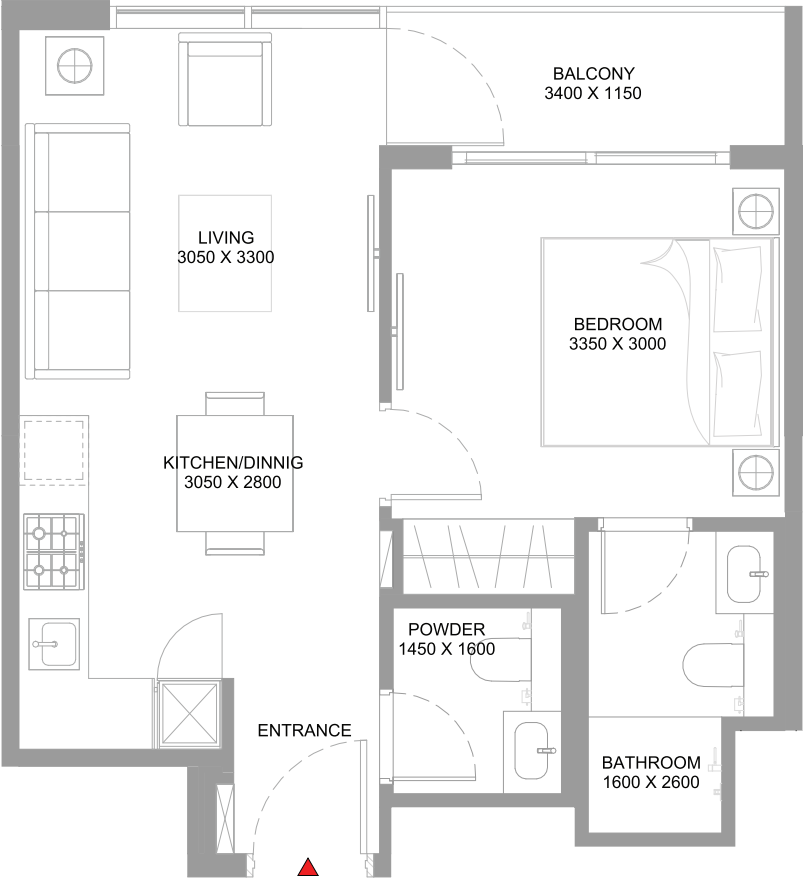 BALCONY
3400 X 1150
LIVING
3050 X 3300
BEDROOM
3350 X 3000
KITCHEN/DINNIG
3050 X 2800
POWDER
1450 X 1600
ENTRANCE
BATHROOM
1600 X 2600